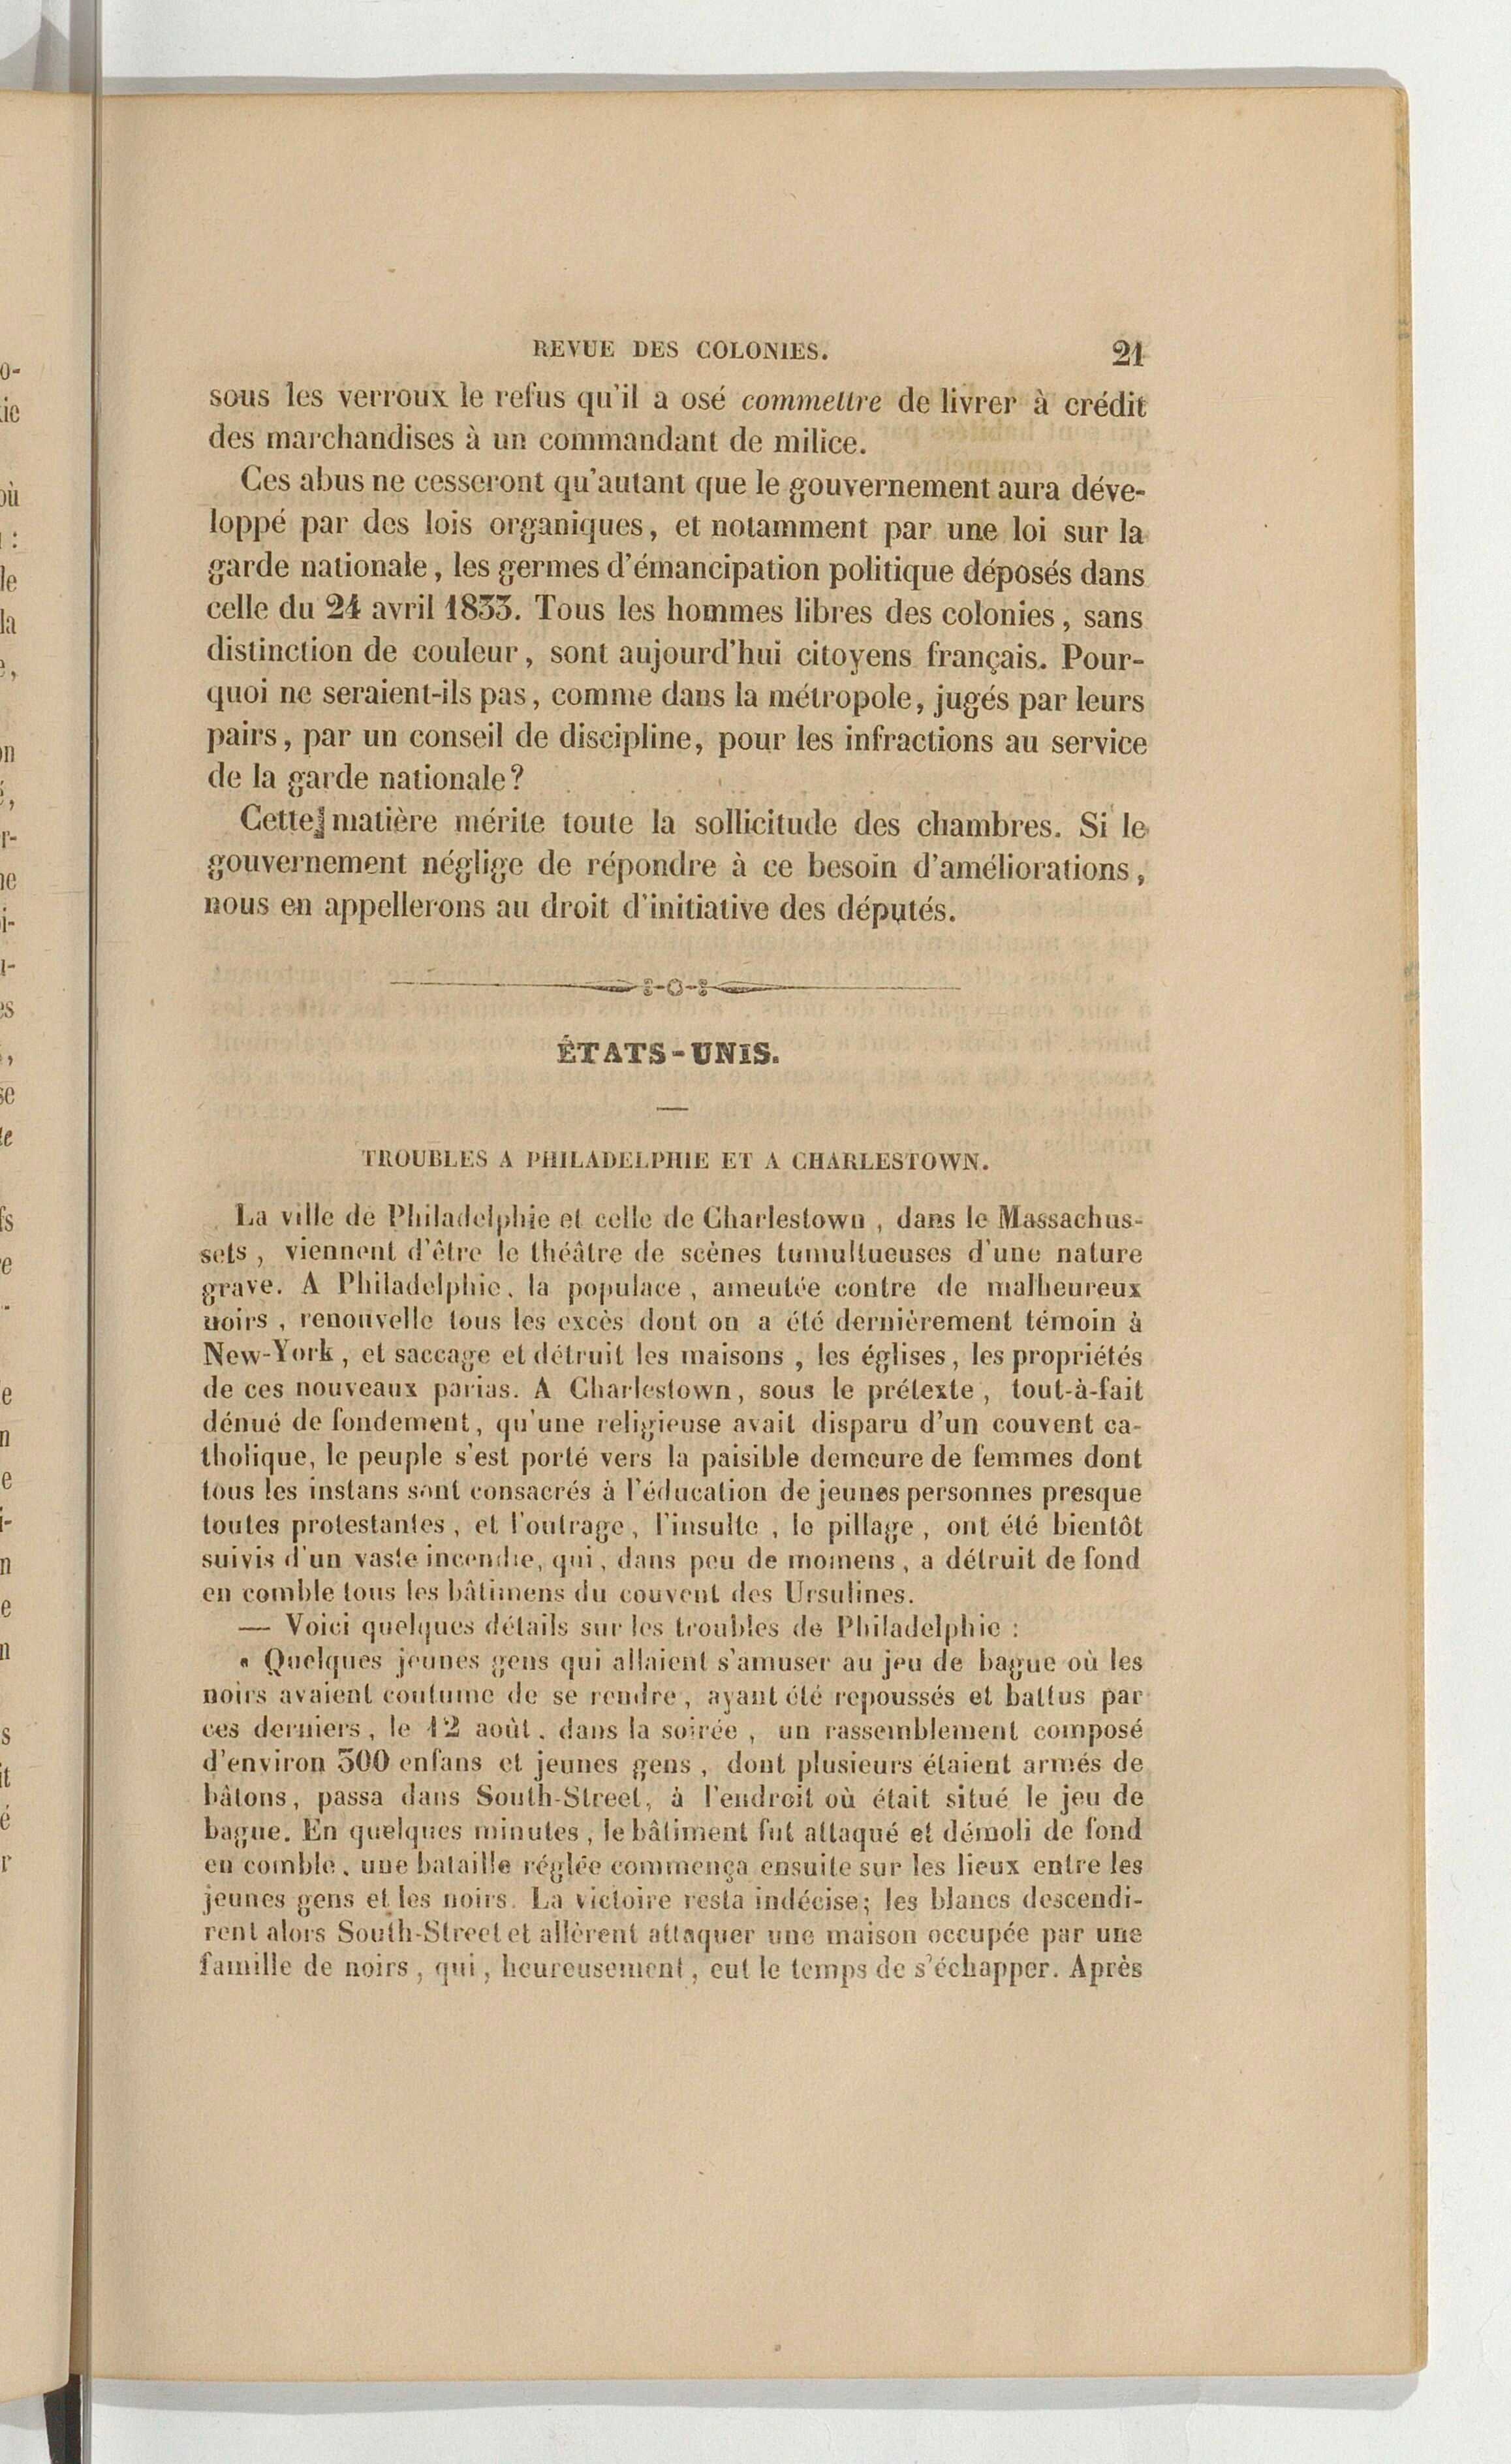 REVUE DES COLONIES. 21
sous les verroux le refus qu'il a osé commettre de livrer à crédit
des marchandises à un commandant de milice.
Ces abus ne cesseront qu'autant que le gouvernement aura déve-
loppé par des lois organiques, et notamment par une loi sur la
garde nationale, les germes d'émancipation politique déposés dans
celle du 24 avril 1833. Tous les hommes libres des colonies, sans
distinction de couleur, sont aujourd'hui citoyens français. Pour-
quoi ne seraient-ils pas, comme dans la métropole, jugés par leurs
pairs, par un conseil de discipline, pour les infractions au service
de la garde nationale?
Cette matière mérite toute la sollicitude des chambres. Si le
gouvernement néglige de répondre à ce besoin d'améliorations,
nous en appellerons au droit d'initiative des députés.
ÉTATS-UNIS.
TROUBLES A PHILADELPHIE ET A CHARLESTOWN.
La ville de Philadelphie et celle de Charlestown, dans le Massachus-
sets, viennent d'être le théâtre de scènes tumultueuses d'une nature
grave. A Philadelphie, la populace, ameutée contre de malheureux
noirs, renouvelle tous les excès dont on a été dernièrement témoin à
New-York, et saccage et détruit les maisons, les églises, les propriétés
de ces nouveaux parias. A Charlestown, sous le prétexte, tout-à-fait
dénué de fondement, qu'une religieuse avait disparu d'un couvent ca-
tholique, le peuple s'est porté vers la paisible demeure de femmes dont
tous les instans sont consacrés à l'éducation de jeunes personnes presque
toutes protestantes, et l'outrage, l'insulte, le pillage, ont été bientôt
suivis d'un vaste incendie, qui, dans peu de momens, a détruit de fond
en comble tous les bâtimens du couvent des Ursulines.
— Voici quelques détails sur les troubles de Philadelphie :
« Quelques jeunes gens qui allaient s'amuser au jeu de bague où les
noirs avaient coutume de se rendre, ayant été repoussés et battus par
ces derniers, le 12 août, dans la soirée, un rassemblement composé
d'environ 300 enfans et jeunes gens, dont plusieurs étaient armés de
bâtons, passa dans South-Street, à l'endroit où était situé le jeu de
bague. En quelques minutes, le bâtiment fut attaqué et démoli de fond
en comble, une bataille réglée commença ensuite sur les lieux entre les
jeunes gens et les noirs. La victoire resta indécise; les blancs descendi-
rent alors South-Street et allèrent attaquer une maison occupée par une
famille de noirs, qui, heureusement, eut le temps de s'échapper. Après